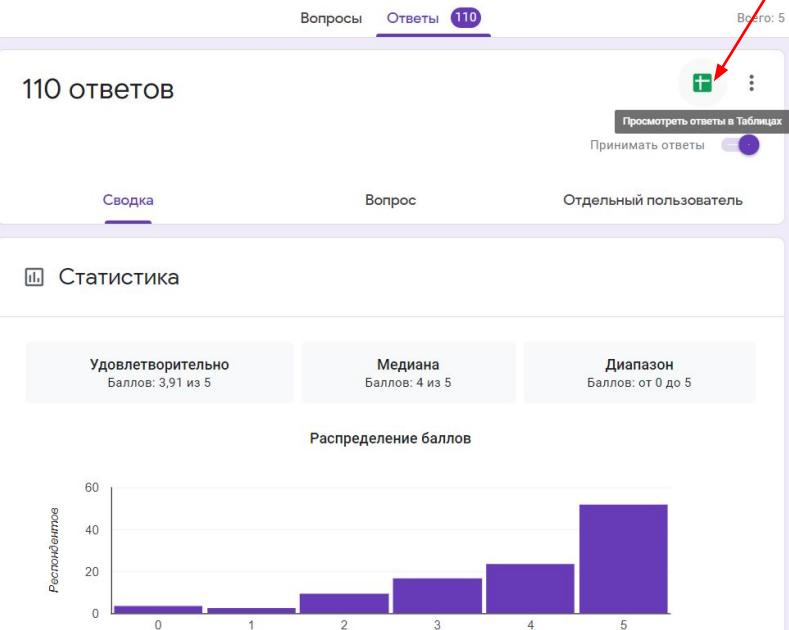 Вопросы Ответы 110
Всего: 5
110 ответов
Просмотреть ответы в Таблицах
Принимать ответы
Сводка Вопрос Отдельный пользователь
Статистика
Удовлетворительно Медиана Диапазон
Баллов: 3,91 из 5 Баллов: 4 из 5 Баллов: от 0 до 5
Распределение баллов
Респондентов
60
40
20
0
0 1 2 3 4 5